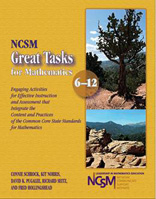 NCSM
Great Tasks
for Mathematics
6–12
Engaging Activities
for Effective Instruction
and Assessment that
Integrate the
Content and Practices
of the Common Core State Standards
for Mathematics
CONNIE SCHROCK, KIT NORRIS,
DAVID K. PUGALEE, RICHARD SEITZ,
AND FRED HOLLINGSHEAD
NCSM